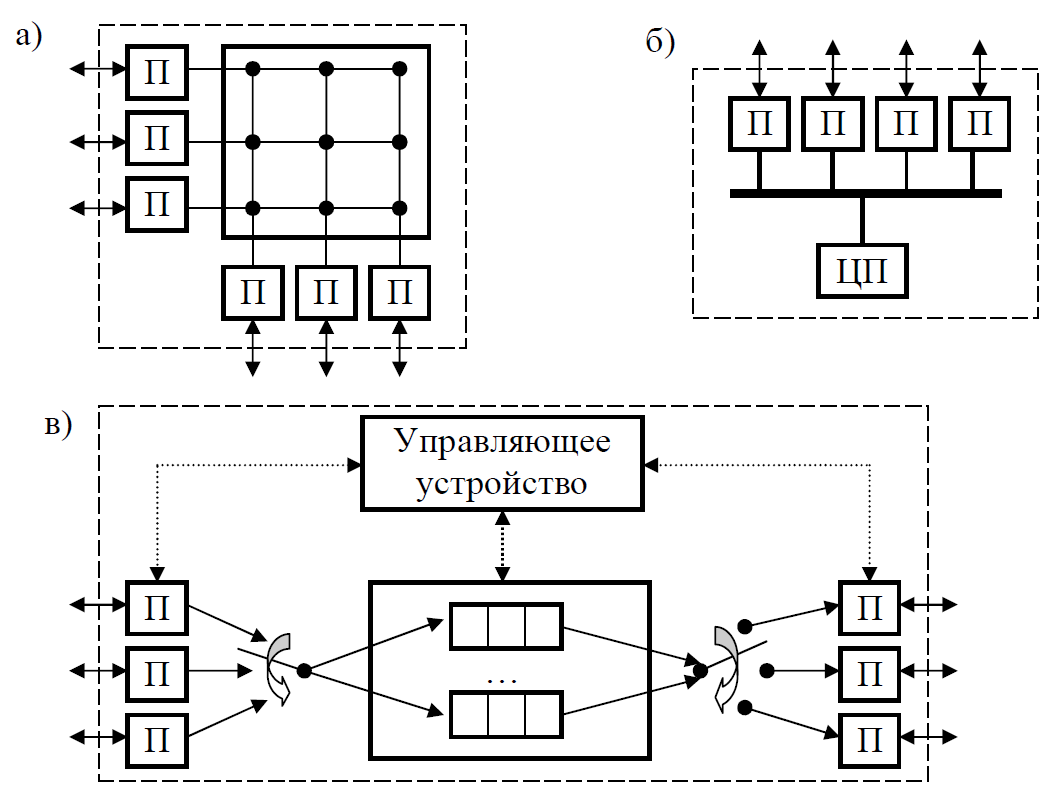 а)
П
П
П
П П П
б)
П П П П
ЦП
в)
Управляющее
устройство
П П
...
П П
П П